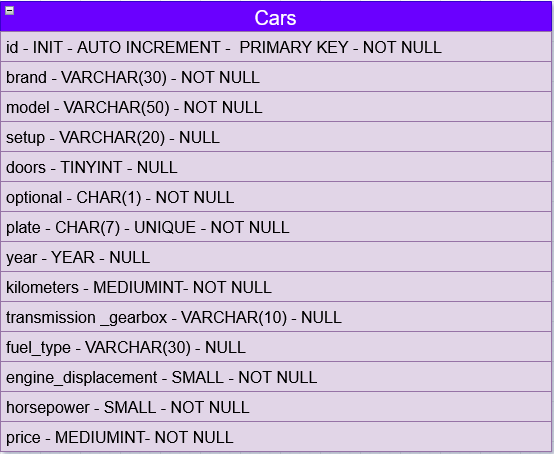 Cars
id - INIT - AUTO INCREMENT - PRIMARY KEY - NOT NULL
brand - VARCHAR(30) - NOT NULL
model - VARCHAR(50) - NOT NULL
setup - VARCHAR(20) - NULL
doors - TINYINT - NULL
optional - CHAR(1) - NOT NULL
plate - CHAR(7) - UNIQUE - NOT NULL
year - YEAR - NULL
kilometers - MEDIUMINT- NOT NULL
transmission _gearbox - VARCHAR(10) - NULL
fuel_type - VARCHAR(30) - NULL
engine_displacement - SMALL - NOT NULL
horsepower - SMALL - NOT NULL
price - MEDIUMINT- NOT NULL